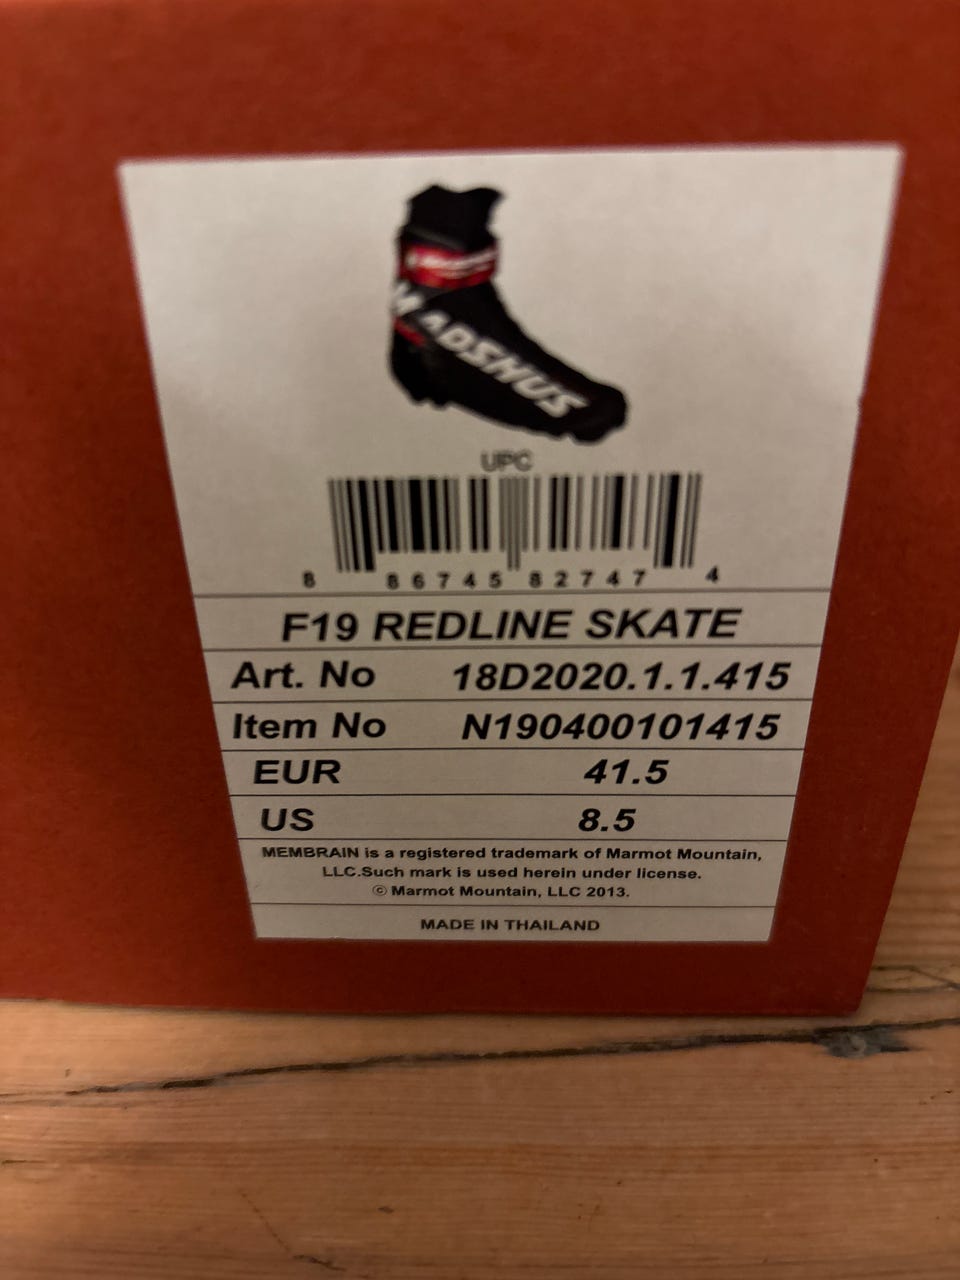 MADSHUS
UPC
8 86745 82747 4
F19 REDLINE SKATE
Art. No 18D2020.1.1.415
Item No N190400101415
EUR 41.5
US 8.5
MEMBRAIN is a registered trademark of Marmot Mountain,
LLC.Such mark is used herein under license.
© Marmot Mountain, LLC 2013.
MADE IN THAILAND